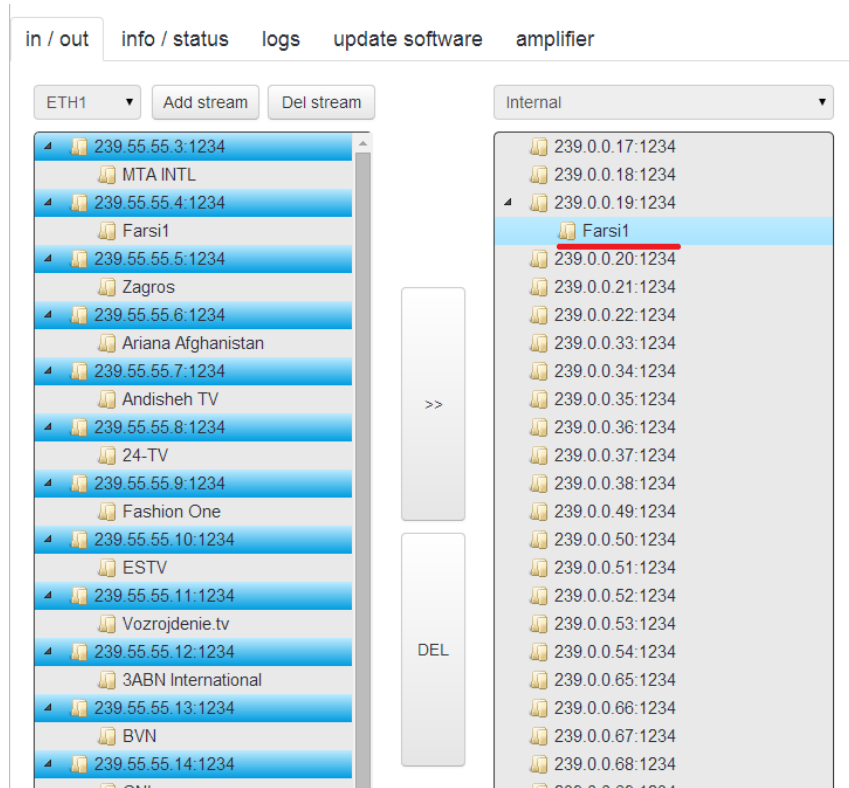 in / out info / status logs update software amplifier
ETH1 Add stream Del stream
239.55.55.3:1234
MTA INTL
239.55.55.4:1234
Farsi1
239.55.55.5:1234
Zagros
239.55.55.6:1234
Ariana Afghanistan
239.55.55.7:1234
Andisheh TV
239.55.55.8:1234
24-TV
239.55.55.9:1234
Fashion One
239.55.55.10:1234
ESTV
239.55.55.11:1234
Vozrojdenie.tv
239.55.55.12:1234
3ABN International
239.55.55.13:1234
BVN
239.55.55.14:1234
>>
DEL
Internal
239.0.0.17:1234
239.0.0.18:1234
239.0.0.19:1234
Farsi1
239.0.0.20:1234
239.0.0.21:1234
239.0.0.22:1234
239.0.0.33:1234
239.0.0.34:1234
239.0.0.35:1234
239.0.0.36:1234
239.0.0.37:1234
239.0.0.38:1234
239.0.0.49:1234
239.0.0.50:1234
239.0.0.51:1234
239.0.0.52:1234
239.0.0.53:1234
239.0.0.54:1234
239.0.0.65:1234
239.0.0.66:1234
239.0.0.67:1234
239.0.0.68:1234